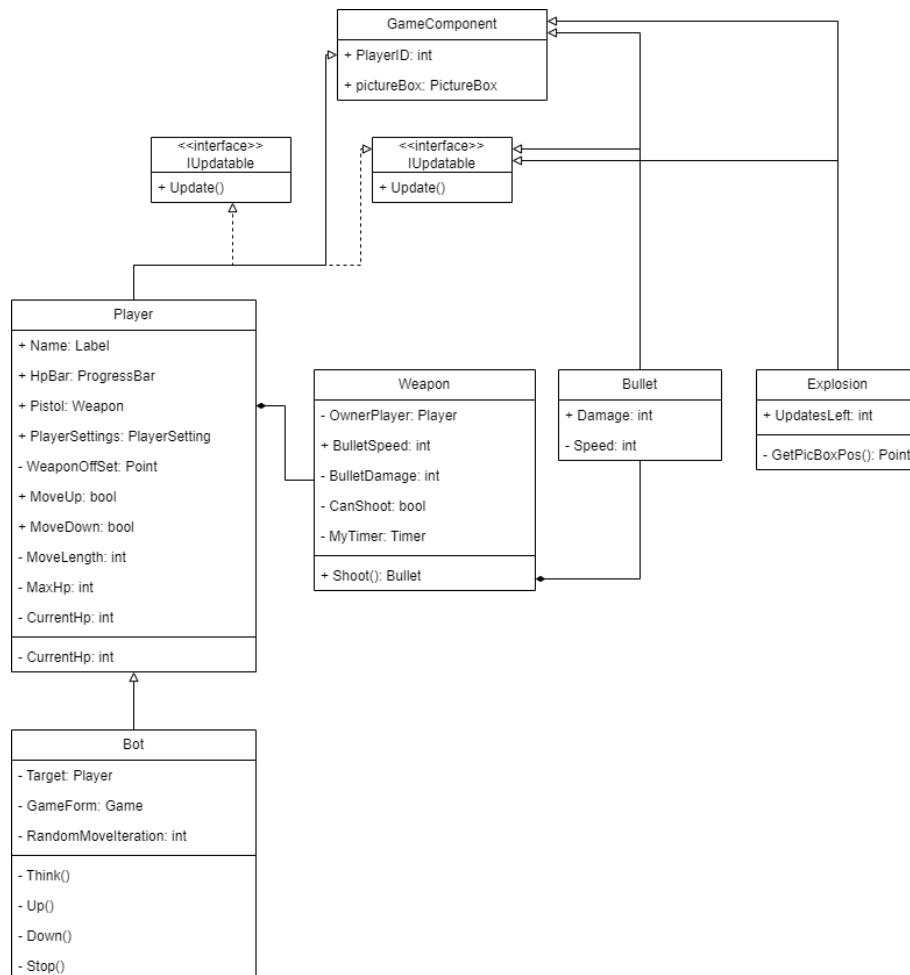 GameComponent
+ PlayerID: int
+ pictureBox: PictureBox
<<interface>>
IUpdatable
+ Update()
<<interface>>
IUpdatable
+ Update()
Player
+ Name: Label
+ HpBar: ProgressBar
+ Pistol: Weapon
+ PlayerSettings: PlayerSetting
- WeaponOffSet: Point
+ MoveUp: bool
+ MoveDown: bool
- MoveLength: int
- MaxHp: int
- CurrentHp: int
- CurrentHp: int
Weapon
- OwnerPlayer: Player
+ BulletSpeed: int
- BulletDamage: int
- CanShoot: bool
- MyTimer: Timer
+ Shoot(): Bullet
Bullet
+ Damage: int
- Speed: int
Explosion
+ UpdatesLeft: int
- GetPicBoxPos(): Point
Bot
- Target: Player
- GameForm: Game
- RandomMoveIteration: int
- Think()
- Up()
- Down()
- Stop()